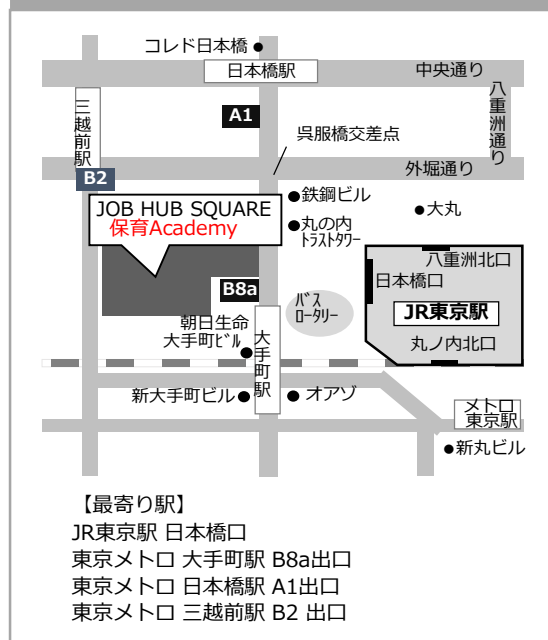 コレド日本橋
日本橋駅
中央通り
八重洲通り
三越前駅
A1
呉服橋交差点
外堀通り
B2
鉄鋼ビル
JOB HUB SQUARE
保育Academy
大丸
丸の内
トラストタワー
八重洲北口
日本橋口
B8a
バス
ロータリー
JR東京駅
朝日生命
大手町ビル
大手町駅
丸ノ内北口
新大手町ビル
オアゾ
メトロ
東京駅
新丸ビル
【最寄り駅】
JR東京駅 日本橋口
東京メトロ 大手町駅 B8a出口
東京メトロ 日本橋駅 A1出口
東京メトロ 三越前駅 B2 出口